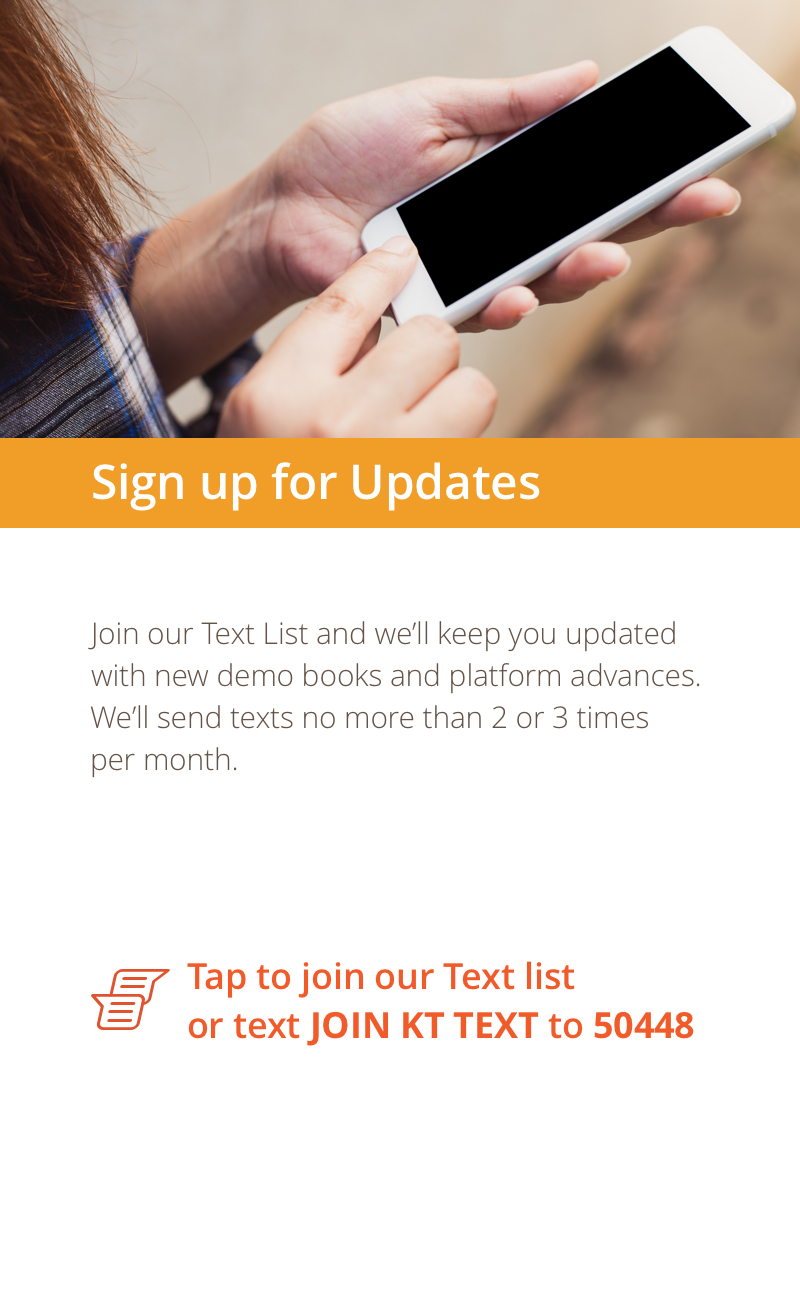 Sign up for Updates
Join our Text List and we’ll keep you updated
with new demo books and platform advances.
We’ll send texts no more than 2 or 3 times
per month.
Tap to join our Text list
or text JOIN KT TEXT to 50448